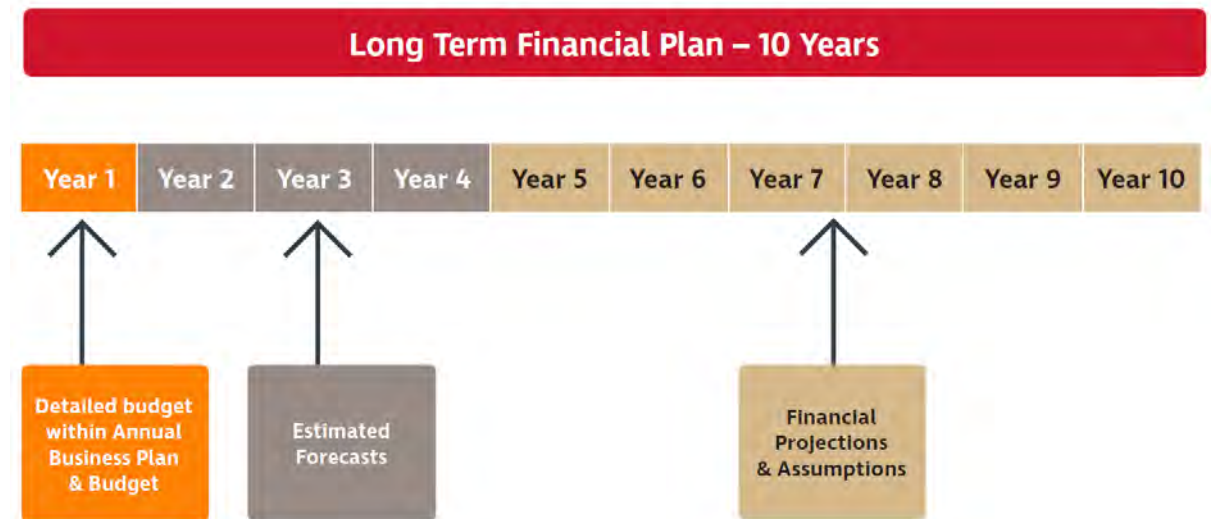 Long Term Financial Plan – 10 Years
Year 1 Year 2 Year 3 Year 4 Year 5 Year 6 Year 7 Year 8 Year 9 Year 10
Detailed budget
within Annual
Business Plan
& Budget
Estimated
Forecasts
Financial
Projections
& Assumptions